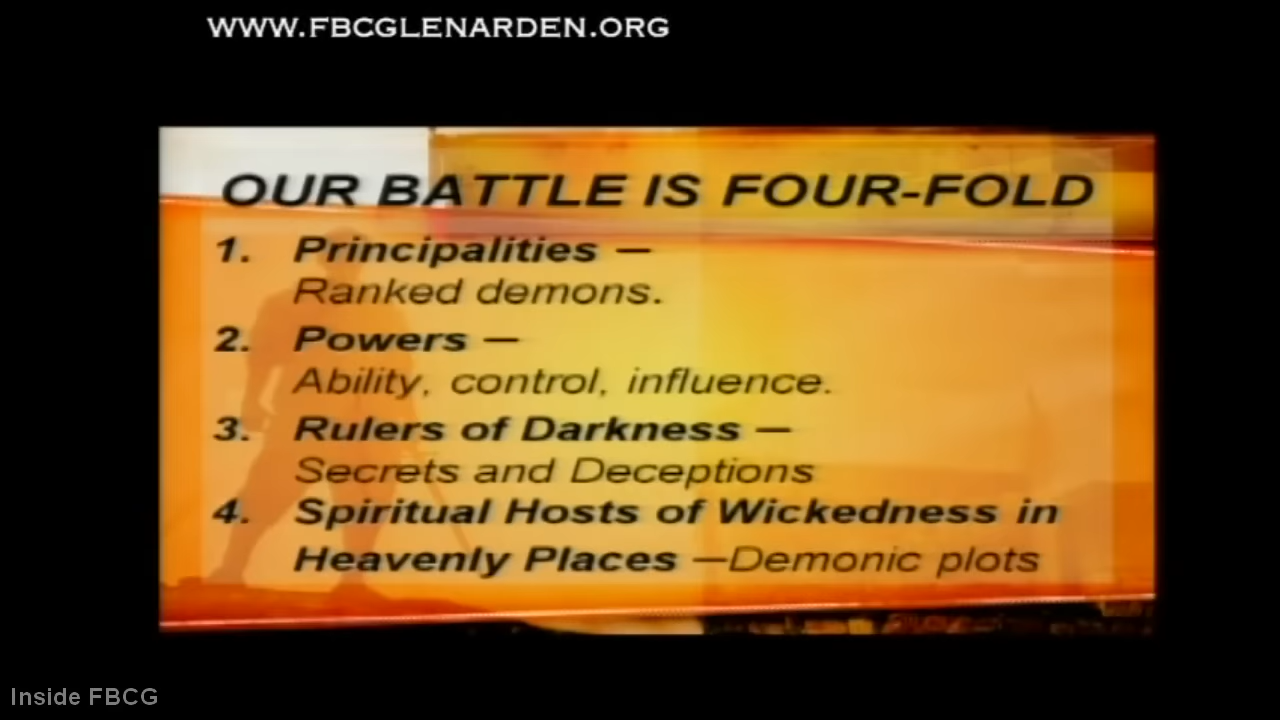 WWW.FBCGLENARDEN.ORG
OUR BATTLE IS FOUR-FOLD
1. Principalities –
Ranked demons.
2. Powers –
Ability, control, influence.
3. Rulers of Darkness –
Secrets and Deceptions
4. Spiritual Hosts of Wickedness in
Heavenly Places –Demonic plots
Inside FBCG